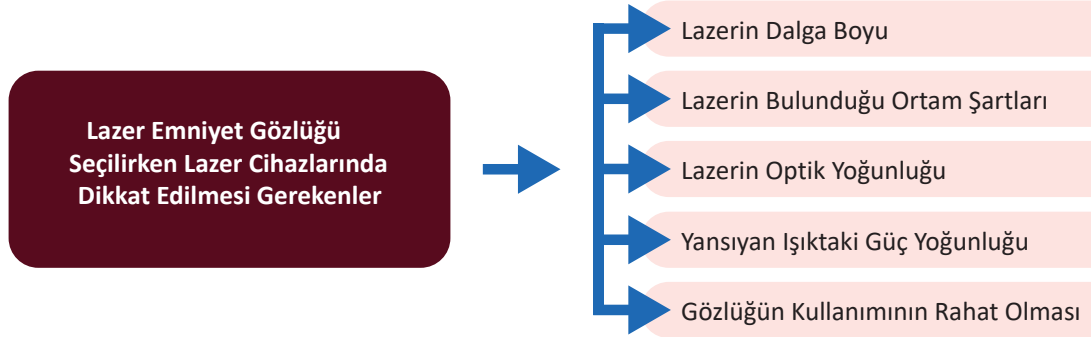 Lazer Emniyet Gözlüğü
Seçilirken Lazer Cihazlarında
Dikkat Edilmesi Gerekenler
Lazerin Dalga Boyu
Lazerin Bulunduğu Ortam Şartları
Lazerin Optik Yoğunluğu
Yansıyan Işıktaki Güç Yoğunluğu
Gözlüğün Kullanımının Rahat Olması